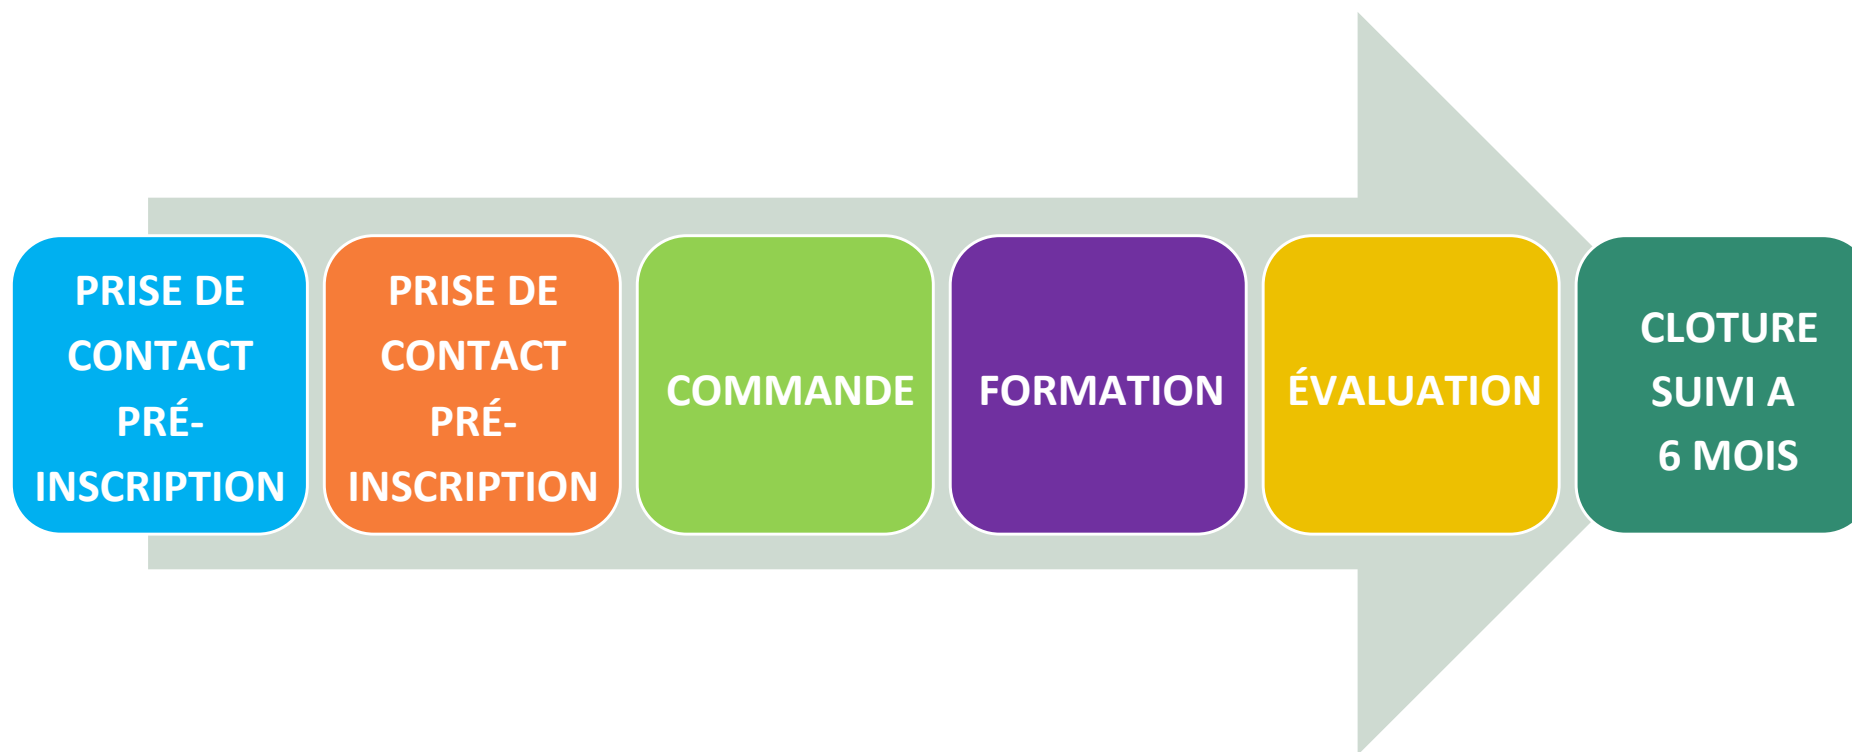 PRISE DE
CONTACT
PRÉ-
INSCRIPTION
PRISE DE
CONTACT
PRÉ-
INSCRIPTION
COMMANDE
FORMATION
ÉVALUATION
CLOTURE
SUIVI A
6 MOIS